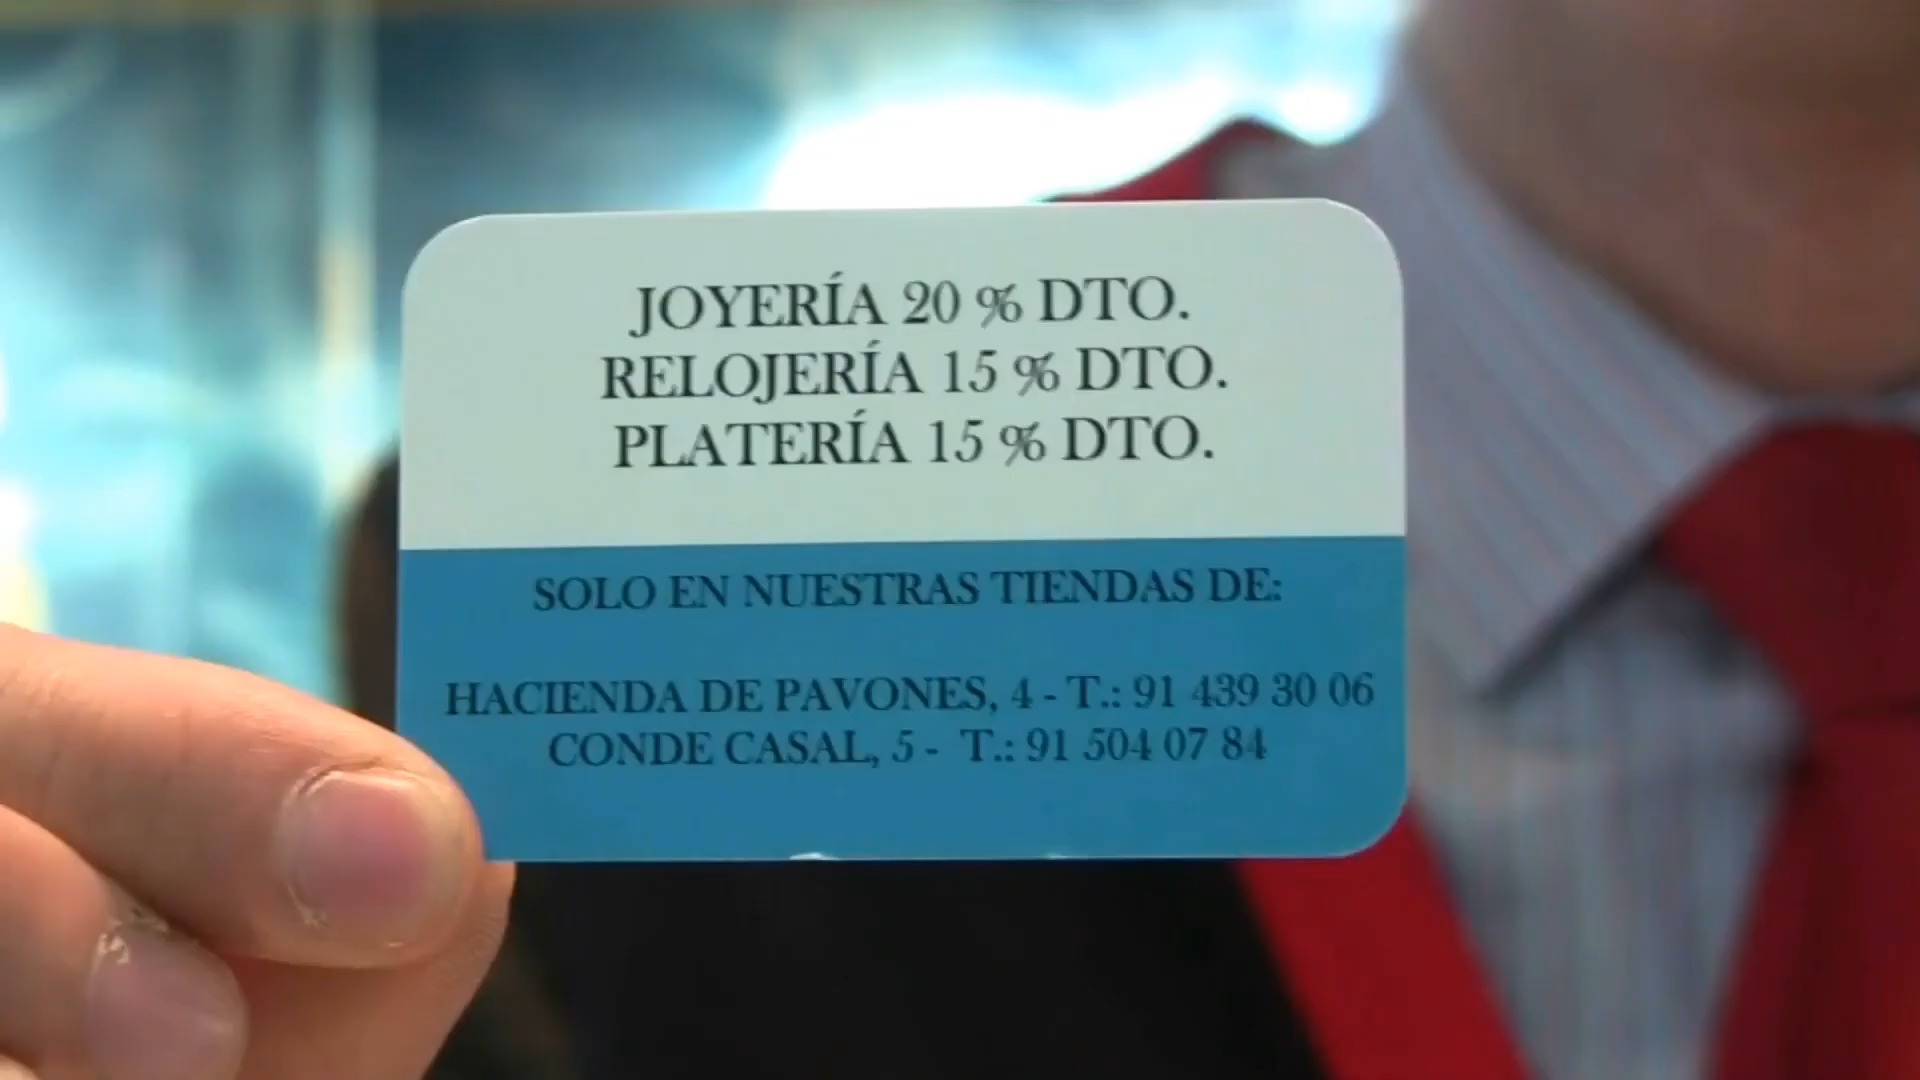 JOYERÍA 20 % DTO.
RELOJERÍA 15 % DTO.
PLATERÍA 15 % DTO.
SOLO EN NUESTRAS TIENDAS DE:
HACIENDA DE PAVONES, 4 - T.: 91 439 30 06
CONDE CASAL, 5 - T.: 91 504 07 84